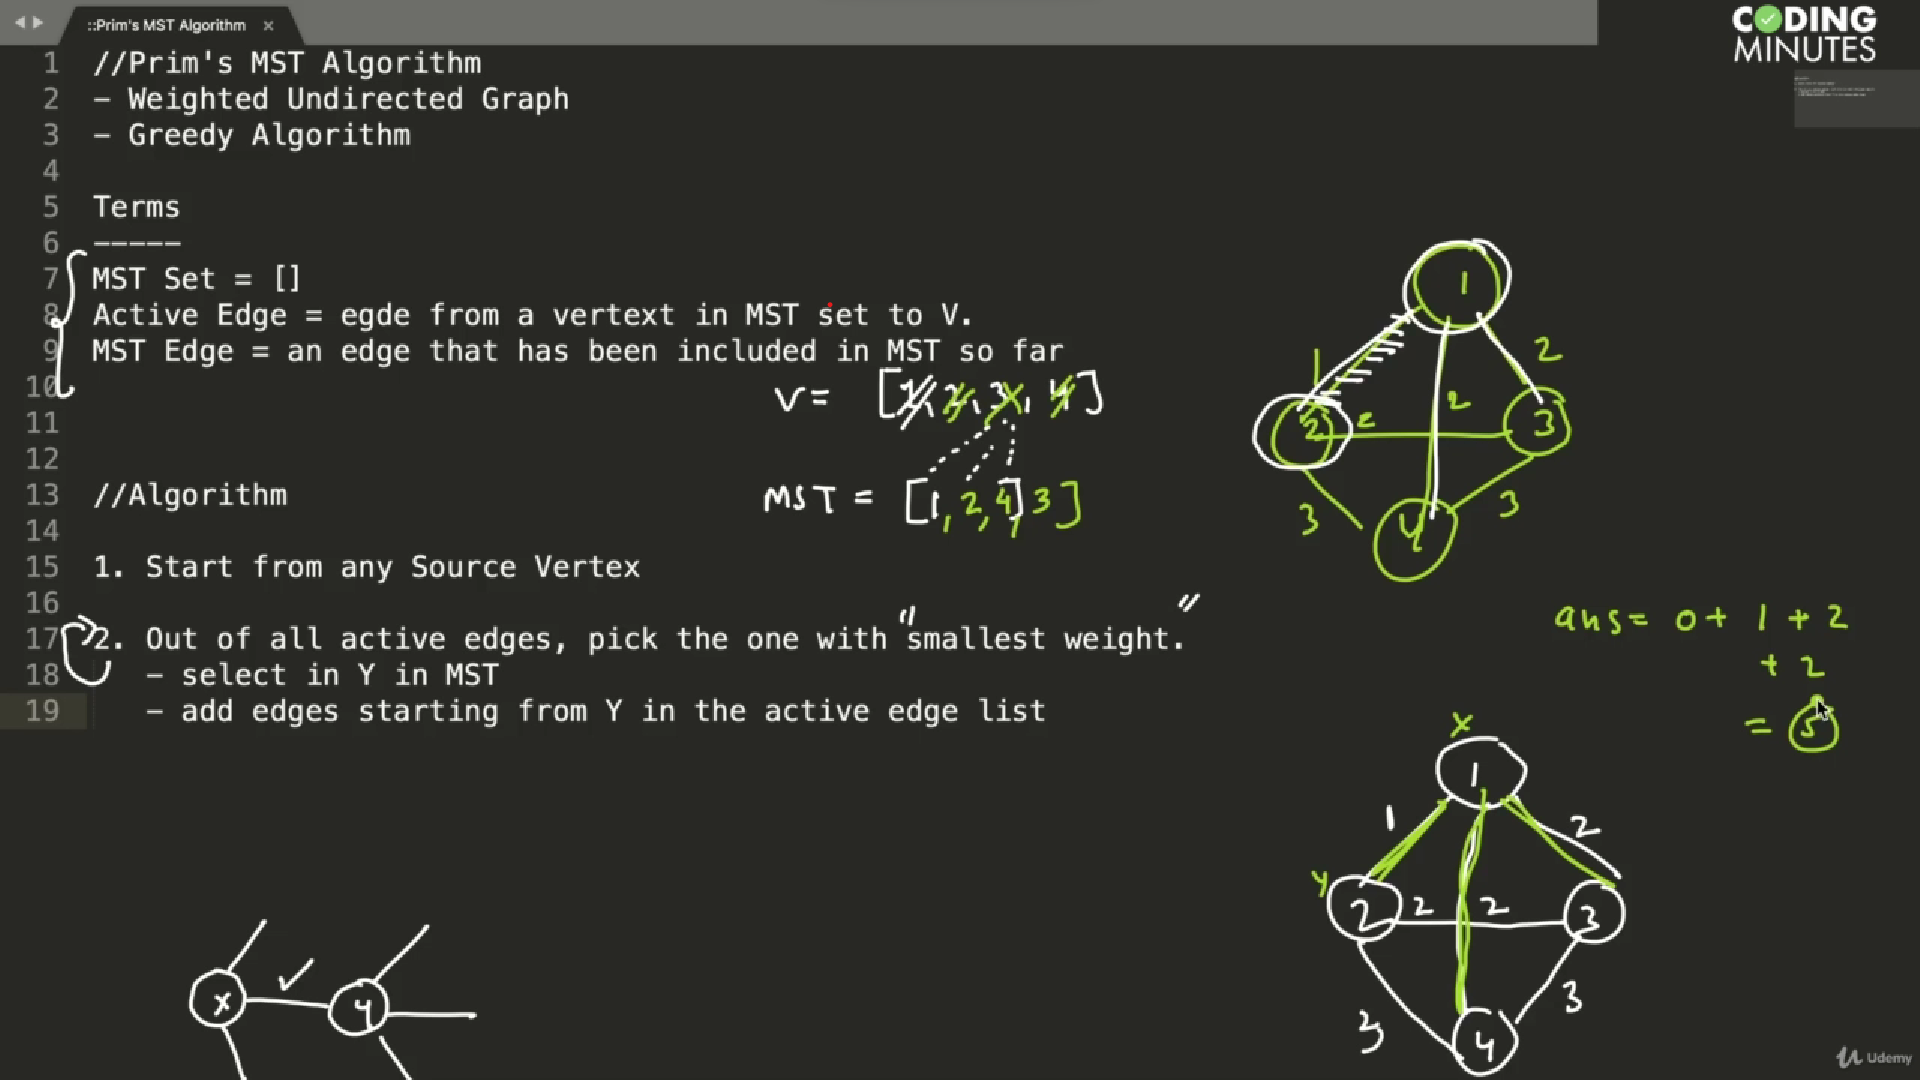 ::Prim's MST Algorithm ×
CODING
MINUTES
1 //Prim's MST Algorithm
2 – Weighted Undirected Graph
3 – Greedy Algorithm
4
5 Terms
6 -----
7 MST Set = []
8 Active Edge = egde from a vertext in MST set to V.
9 MST Edge = an edge that has been included in MST so far
10
V = [1, 2, 3, 4]
11
12
13 //Algorithm
MST = [1, 2, 4] 3]
14
15 1. Start from any Source Vertex
16
17 2. Out of all active edges, pick the one with "smallest weight."
18 – select in Y in MST
19 – add edges starting from Y in the active edge list
1
1 2
2 2 2 3
3 4 3
ans = 0 + 1 + 2
+ 2
= 5
X
1
1 2
Y 2 2 2 3
3 4 3
x ✓ y
Udemy